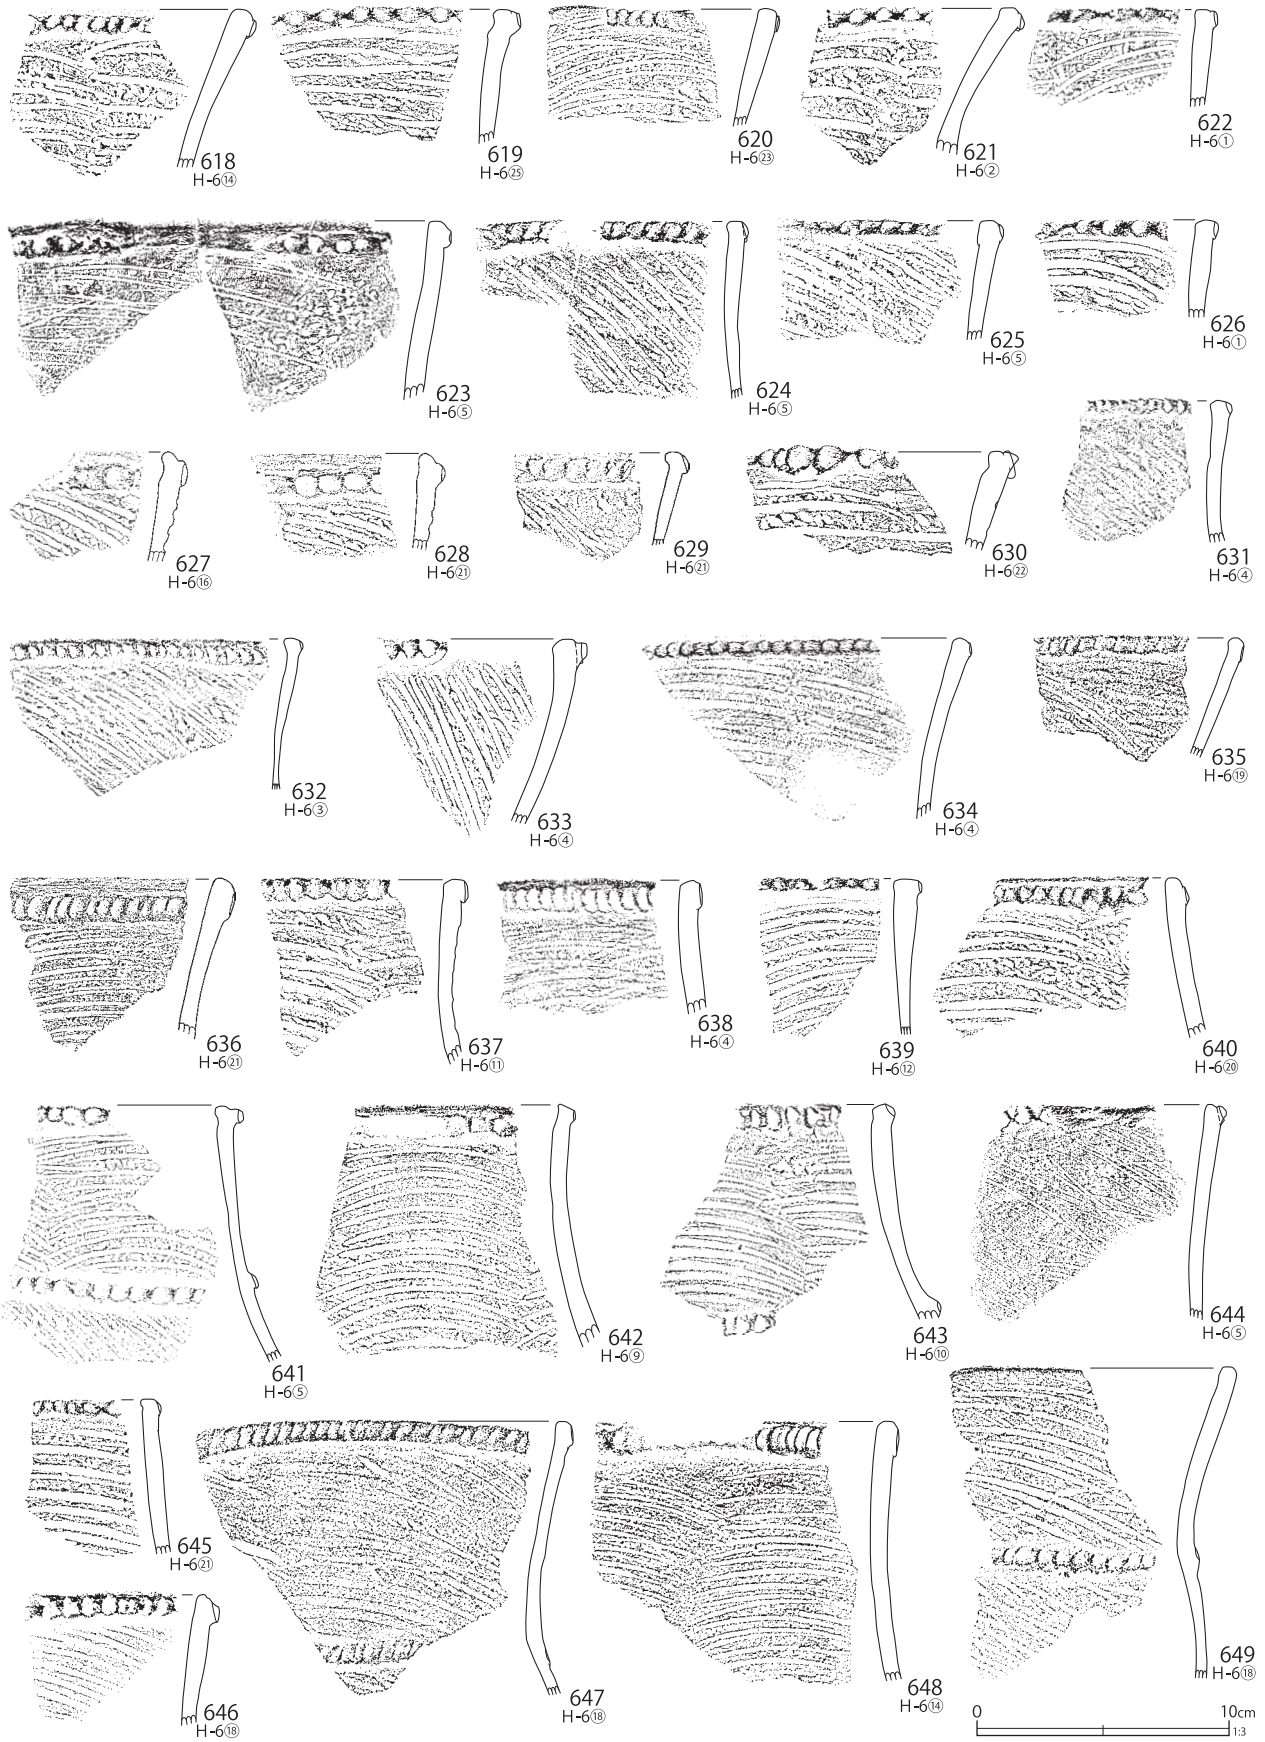 618
H-6⑭
619
H-6㉕
620
H-6㉓
621
H-6②
622
H-6①
623
H-6⑤
624
H-6⑤
625
H-6⑤
626
H-6①
627
H-6⑯
628
H-6㉑
629
H-6㉑
630
H-6㉒
631
H-6④
632
H-6③
633
H-6④
634
H-6④
635
H-6⑲
636
H-6㉑
637
H-6⑪
638
H-6④
639
H-6⑫
640
H-6⑳
641
H-6⑤
642
H-6⑨
643
H-6⑩
644
H-6⑤
645
H-6㉑
646
H-6⑱
647
H-6⑱
648
H-6⑭
649
H-6⑱
0 10cm
1:3